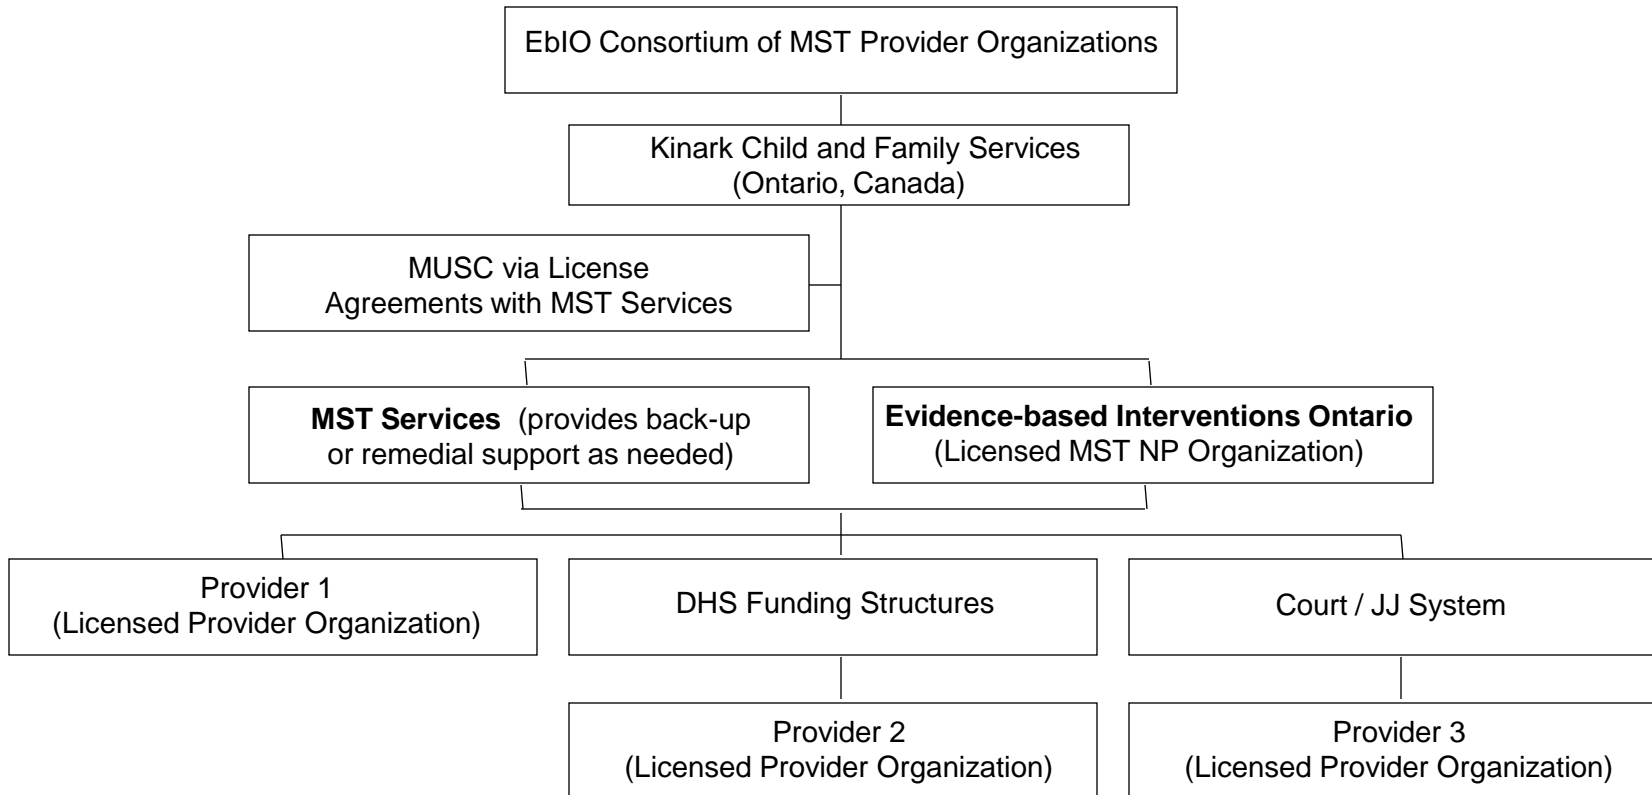 EbIO Consortium of MST Provider Organizations
Kinark Child and Family Services
(Ontario, Canada)
MUSC via License
Agreements with MST Services
MST Services (provides back-up
or remedial support as needed)
Evidence-based Interventions Ontario
(Licensed MST NP Organization)
Provider 1
(Licensed Provider Organization)
DHS Funding Structures
Court / JJ System
Provider 2
(Licensed Provider Organization)
Provider 3
(Licensed Provider Organization)